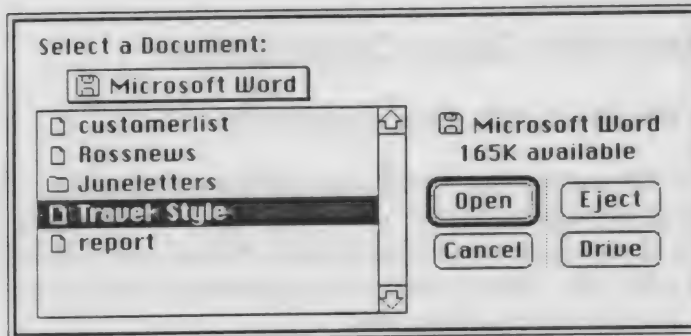 Select a Document:
Microsoft Word
customerlist
Rossnews
Juneletters
Travel Style
report
Microsoft Word
165K available
Open
Eject
Cancel
Drive